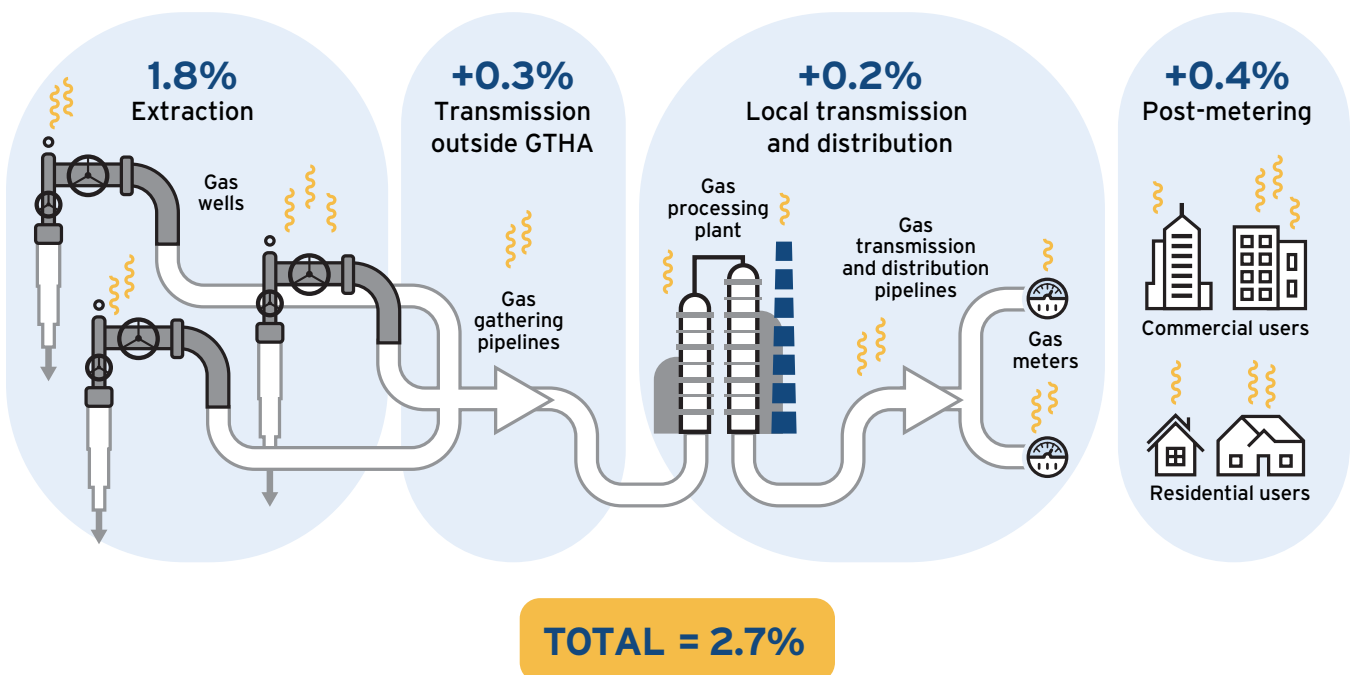 1.8%
Extraction
Gas
wells
+0.3%
Transmission
outside GTHA
Gas
gathering
pipelines
+0.2%
Local transmission
and distribution
Gas
processing
plant
Gas
transmission
and distribution
pipelines
Gas
meters
+0.4%
Post-metering
Commercial users
Residential users
TOTAL = 2.7%